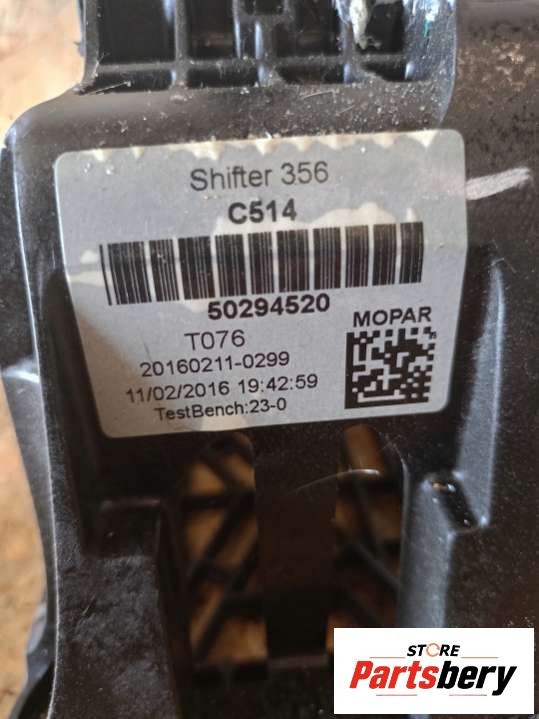 Shifter 356
C514
50294520
MOPAR
T076
20160211-0299
11/02/2016 19:42:59
TestBench:23-0
STORE
Partsbery